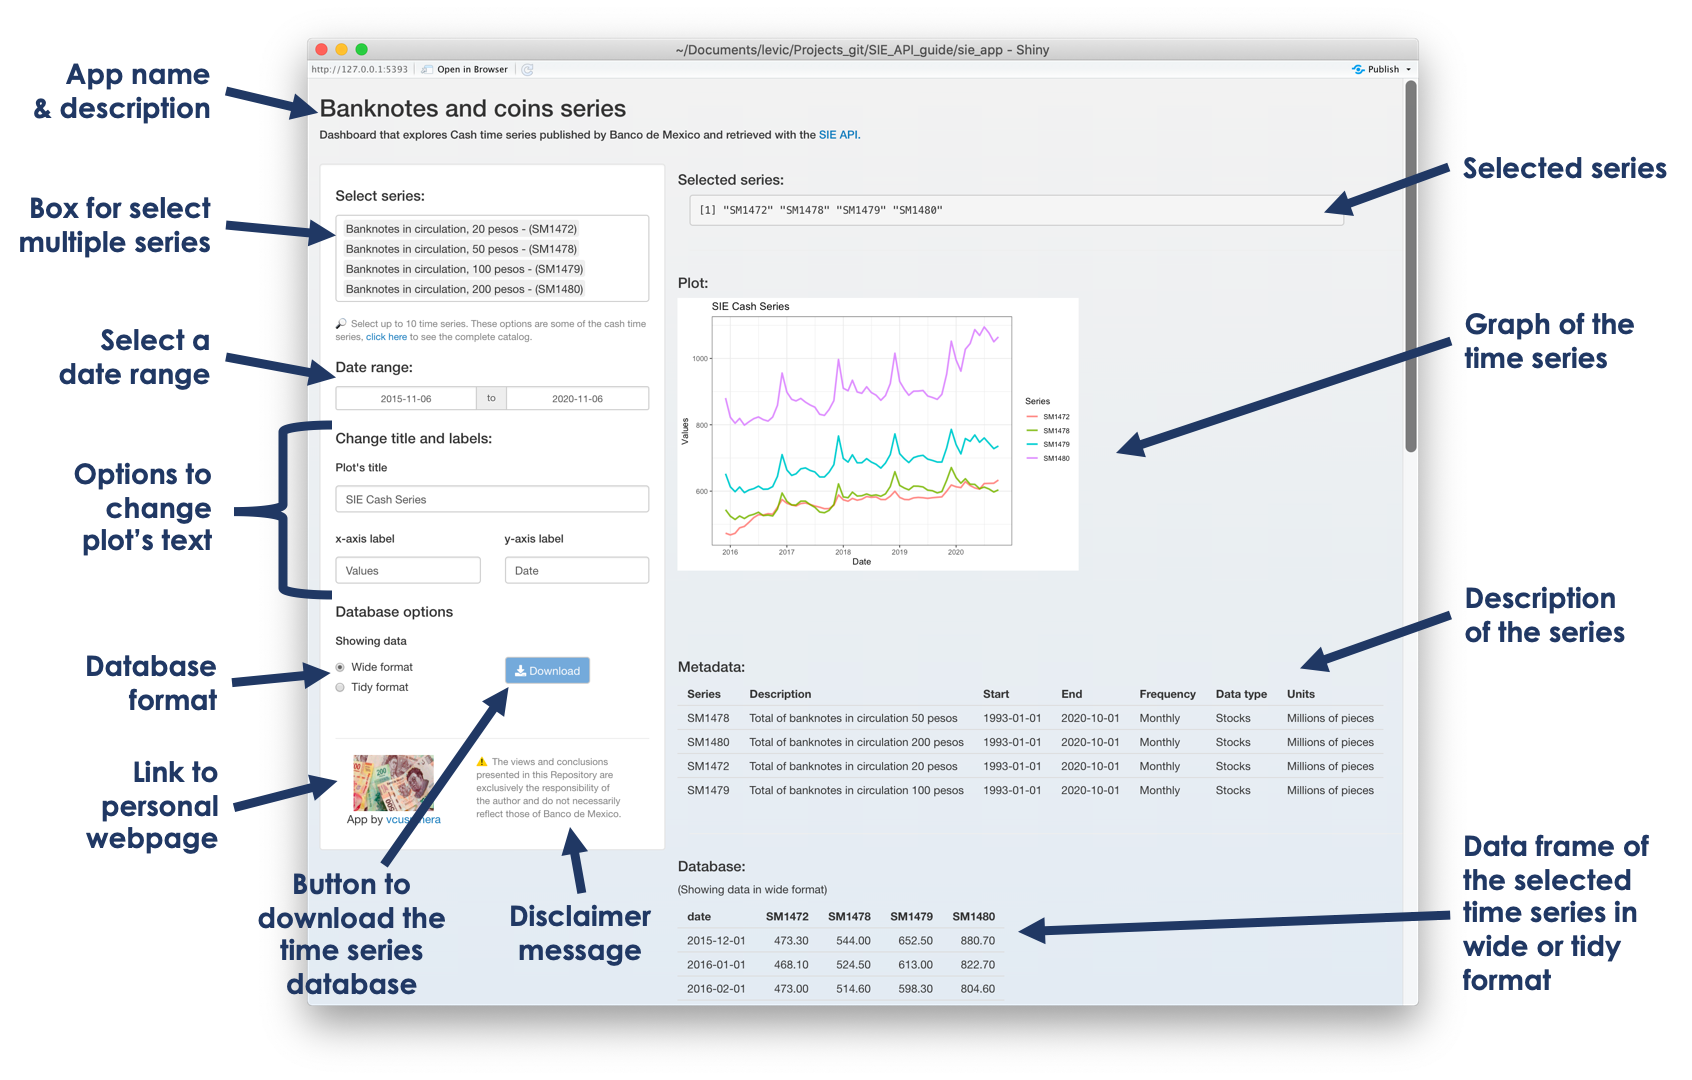 ~/Documents/levic/Projects_git/SIE_API_guide/sie_app - Shiny
http://127.0.0.1:5393
Open in Browser
Publish
App name
& description
Banknotes and coins series
Dashboard that explores Cash time series published by Banco de Mexico and retrieved with the SIE API.
Box for select
multiple series
Select series:
Banknotes in circulation, 20 pesos - (SM1472)
Banknotes in circulation, 50 pesos - (SM1478)
Banknotes in circulation, 100 pesos - (SM1479)
Banknotes in circulation, 200 pesos - (SM1480)
Select up to 10 time series. These options are some of the cash time
series, click here to see the complete catalog.
Select a
date range
Date range:
2015-11-06 to 2020-11-06
Options to
change
plot's text
Change title and labels:
Plot's title
SIE Cash Series
x-axis label
y-axis label
Values
Date
Database
format
Database options
Showing data
Wide format
Tidy format
Download
Link to
personal
webpage
App by
The views and conclusions
presented in this Repository are
exclusively the responsibility of
the author and do not necessarily
reflect those of Banco de Mexico.
Button to
download the
time series
database
Disclaimer
message
Selected series
Selected series:
[1] "SM1472" "SM1478" "SM1479" "SM1480"
Graph of the
time series
Plot:
SIE Cash Series
1000
800
600
Values
2016 2017 2018 2019 2020
Date
Series
SM1472
SM1478
SM1479
SM1480
Description
of the series
Metadata:
Series Description Start End Frequency Data type Units
SM1478 Total of banknotes in circulation 50 pesos 1993-01-01 2020-10-01 Monthly Stocks Millions of pieces
SM1480 Total of banknotes in circulation 200 pesos 1993-01-01 2020-10-01 Monthly Stocks Millions of pieces
SM1472 Total of banknotes in circulation 20 pesos 1993-01-01 2020-10-01 Monthly Stocks Millions of pieces
SM1479 Total of banknotes in circulation 100 pesos 1993-01-01 2020-10-01 Monthly Stocks Millions of pieces
Data frame of
the selected
time series in
wide or tidy
format
Database:
(Showing data in wide format)
date SM1472 SM1478 SM1479 SM1480
2015-12-01 473.30 544.00 652.50 880.70
2016-01-01 468.10 524.50 613.00 822.70
2016-02-01 473.00 514.60 598.30 804.60